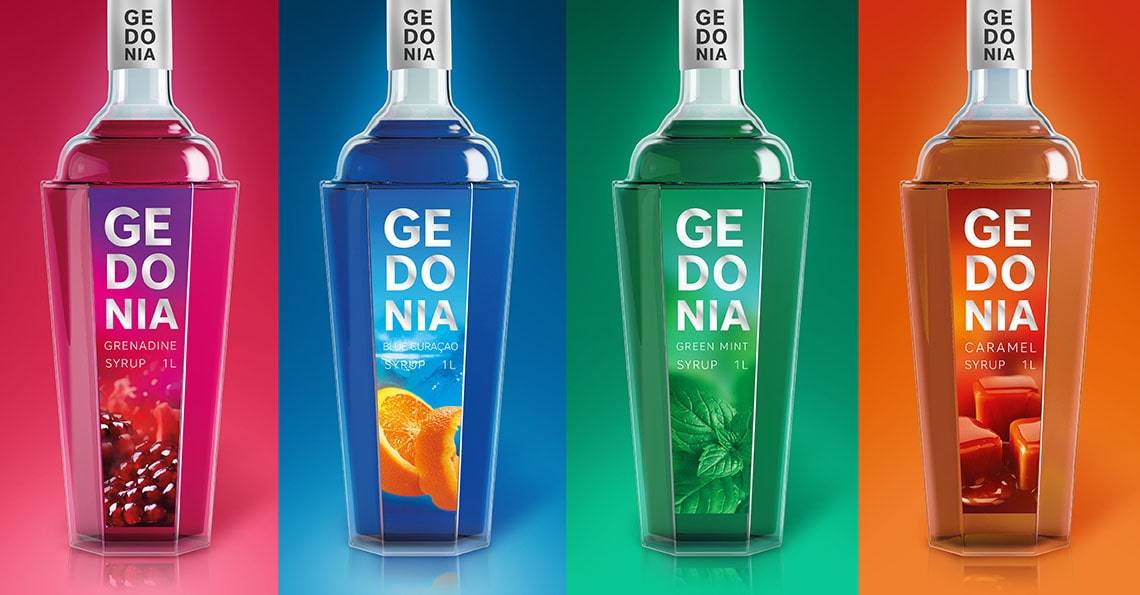 GE
DO
NIA
GE
DO
NIA
GRENADINE
SYRUP 1L
GE
DO
NIA
GE
DO
NIA
BLUE CURAÇAO
SYRUP 1L
GE
DO
NIA
GE
DO
NIA
GREEN MINT
SYRUP 1L
GE
DO
NIA
GE
DO
NIA
CARAMEL
SYRUP 1L